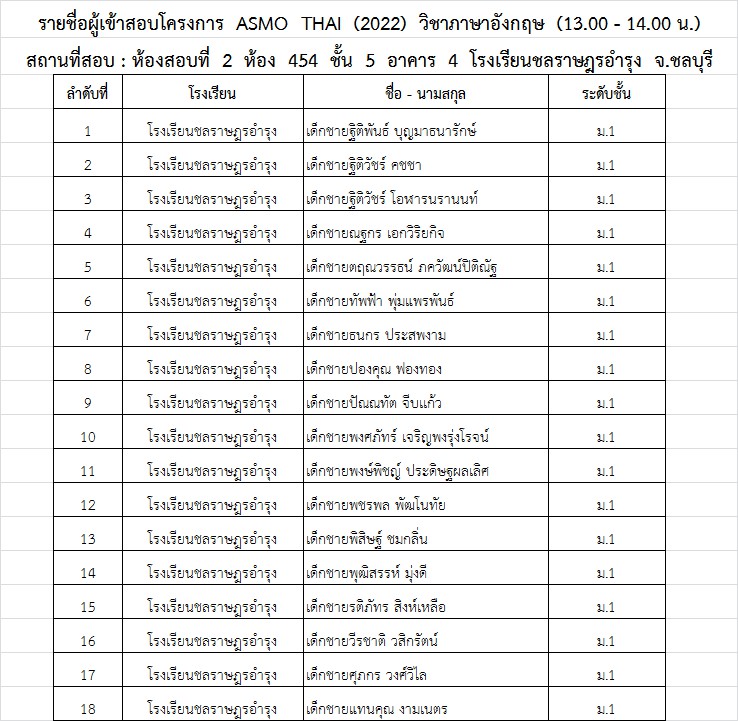 รายชื่อผู้เข้าสอบโครงการ ASMO THAI (2022) วิชาภาษาอังกฤษ (13.00 - 14.00 น.)
สถานที่สอบ : ห้องสอบที่ 2 ห้อง 454 ชั้น 5 อาคาร 4 โรงเรียนชลราษฎรอำรุง จ.ชลบุรี
ลำดับที่ โรงเรียน ชื่อ - นามสกุล ระดับชั้น
1 โรงเรียนชลราษฎรอำรุง เด็กชายฐิติพันธ์ บุญมาธนารักษ์ ม.1
2 โรงเรียนชลราษฎรอำรุง เด็กชายฐิติวัชร์ คชชา ม.1
3 โรงเรียนชลราษฎรอำรุง เด็กชายฐิติวัชร์ โอฬารนรานนท์ ม.1
4 โรงเรียนชลราษฎรอำรุง เด็กชายณฐกร เอกวิริยกิจ ม.1
5 โรงเรียนชลราษฎรอำรุง เด็กชายตฤณวรรธน์ ภควัฒน์ปิติณัฐ ม.1
6 โรงเรียนชลราษฎรอำรุง เด็กชายทัพฟ้า พุ่มแพรพันธ์ ม.1
7 โรงเรียนชลราษฎรอำรุง เด็กชายธนกร ประสพงาม ม.1
8 โรงเรียนชลราษฎรอำรุง เด็กชายปองคุณ ฟองทอง ม.1
9 โรงเรียนชลราษฎรอำรุง เด็กชายปัณณทัต จีบแก้ว ม.1
10 โรงเรียนชลราษฎรอำรุง เด็กชายพงศภัทร์ เจริญพงรุ่งโรจน์ ม.1
11 โรงเรียนชลราษฎรอำรุง เด็กชายพงษ์พิชญ์ ประดิษฐผลเลิศ ม.1
12 โรงเรียนชลราษฎรอำรุง เด็กชายพชรพล พัฒโนทัย ม.1
13 โรงเรียนชลราษฎรอำรุง เด็กชายพิสิษฐ์ ชมกลิ่น ม.1
14 โรงเรียนชลราษฎรอำรุง เด็กชายพุฒิสรรห์ มุ่งดี ม.1
15 โรงเรียนชลราษฎรอำรุง เด็กชายรติภัทร สิงห์เหลือ ม.1
16 โรงเรียนชลราษฎรอำรุง เด็กชายวีรชาติ วสิกรัตน์ ม.1
17 โรงเรียนชลราษฎรอำรุง เด็กชายศุภกร วงศ์วิไล ม.1
18 โรงเรียนชลราษฎรอำรุง เด็กชายแทนคุณ งามเนตร ม.1